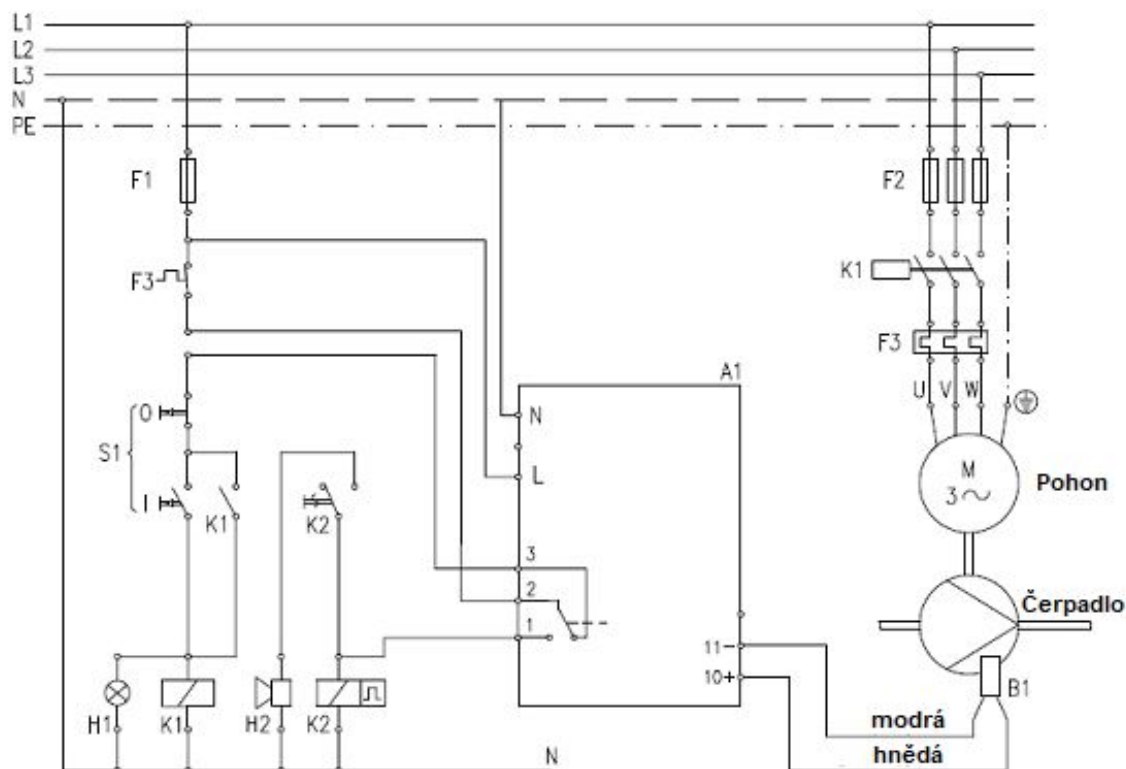 L1
L2
L3
N
PE
F1
F2
F3
K1
F3
A1
U V W
N
O
S1
L
M
3~
Pohon
I
K1
K2
3
2
1
Čerpadlo
11-
10+
B1
H1
K1
H2
K2
modrá
hnědá
N